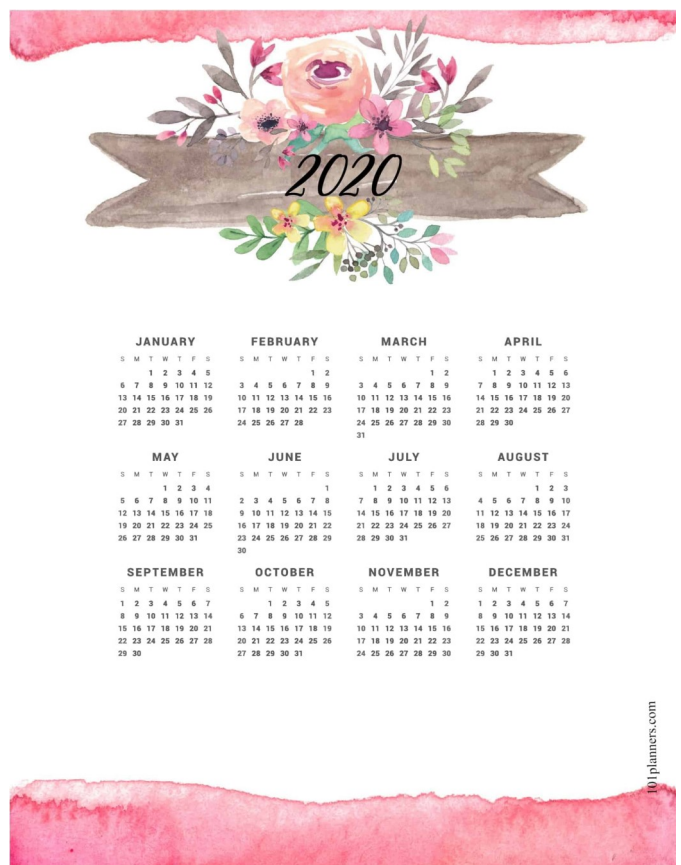 2020
JANUARY FEBRUARY MARCH APRIL
S M T W T F S S M T W T F S S M T W T F S S M T W T F S
1 2 3 4 5 1 2 1 2 1 2 3 4 5 6
6 7 8 9 10 11 12 3 4 5 6 7 8 9 3 4 5 6 7 8 9 7 8 9 10 11 12 13
13 14 15 16 17 18 19 10 11 12 13 14 15 16 10 11 12 13 14 15 16 14 15 16 17 18 19 20
20 21 22 23 24 25 26 17 18 19 20 21 22 23 17 18 19 20 21 22 23 21 22 23 24 25 26 27
27 28 29 30 31 24 25 26 27 28 24 25 26 27 28 29 30 28 29 30
31
MAY JUNE JULY AUGUST
S M T W T F S S M T W T F S S M T W T F S S M T W T F S
1 2 3 4 1 1 2 3 4 5 6 1 2 3
5 6 7 8 9 10 11 2 3 4 5 6 7 8 7 8 9 10 11 12 13 4 5 6 7 8 9 10
12 13 14 15 16 17 18 9 10 11 12 13 14 15 14 15 16 17 18 19 20 11 12 13 14 15 16 17
19 20 21 22 23 24 25 16 17 18 19 20 21 22 21 22 23 24 25 26 27 18 19 20 21 22 23 24
26 27 28 29 30 31 23 24 25 26 27 28 29 28 29 30 31 25 26 27 28 29 30 31
30
SEPTEMBER OCTOBER NOVEMBER DECEMBER
S M T W T F S S M T W T F S S M T W T F S S M T W T F S
1 2 3 4 5 6 7 1 2 3 4 5 1 2 1 2 3 4 5 6 7
8 9 10 11 12 13 14 6 7 8 9 10 11 12 3 4 5 6 7 8 9 8 9 10 11 12 13 14
15 16 17 18 19 20 21 13 14 15 16 17 18 19 10 11 12 13 14 15 16 15 16 17 18 19 20 21
22 23 24 25 26 27 28 20 21 22 23 24 25 26 17 18 19 20 21 22 23 22 23 24 25 26 27 28
29 30 27 28 29 30 31 24 25 26 27 28 29 30 29 30 31
101planners.com